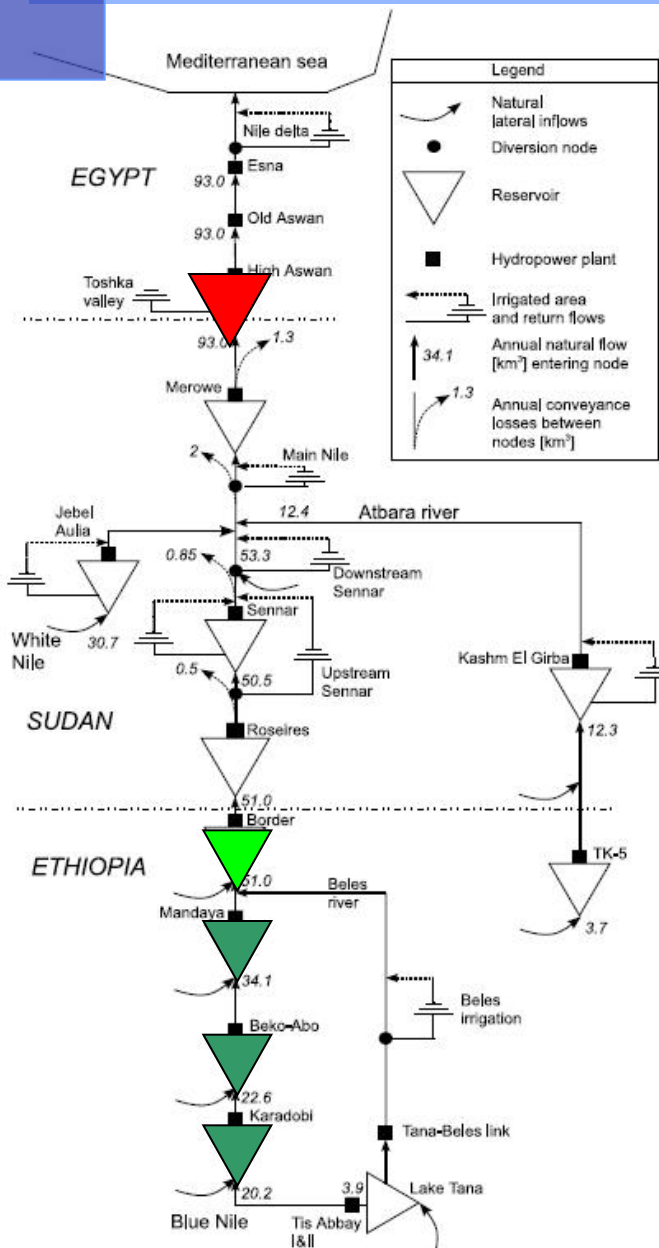 Mediterranean sea
Nile delta
Esna
EGYPT
93.0
Old Aswan
93.0
High Aswan
Toshka
valley
93.0
1.3
Merowe
Main Nile
2
12.4
Atbara river
Jebel
Aulia
0.85
53.3
Downstream
Sennar
Sennar
White
Nile
30.7
Kashm El Girba
0.5
50.5
Upstream
Sennar
SUDAN
Roseires
12.3
51.0
Border
ETHIOPIA
TK-5
51.0
Beles
river
Mandaya
3.7
34.1
Beles
irrigation
Beko-Abo
22.6
Karadobi
Tana-Beles link
20.2
3.9
Lake Tana
Blue Nile
Tis Abbay
I&II
Legend
Natural
lateral inflows
Diversion node
Reservoir
Hydropower plant
Irrigated area
and return flows
34.1
Annual natural flow
[km³] entering node
1.3
Annual conveyance
losses between
nodes [km³]